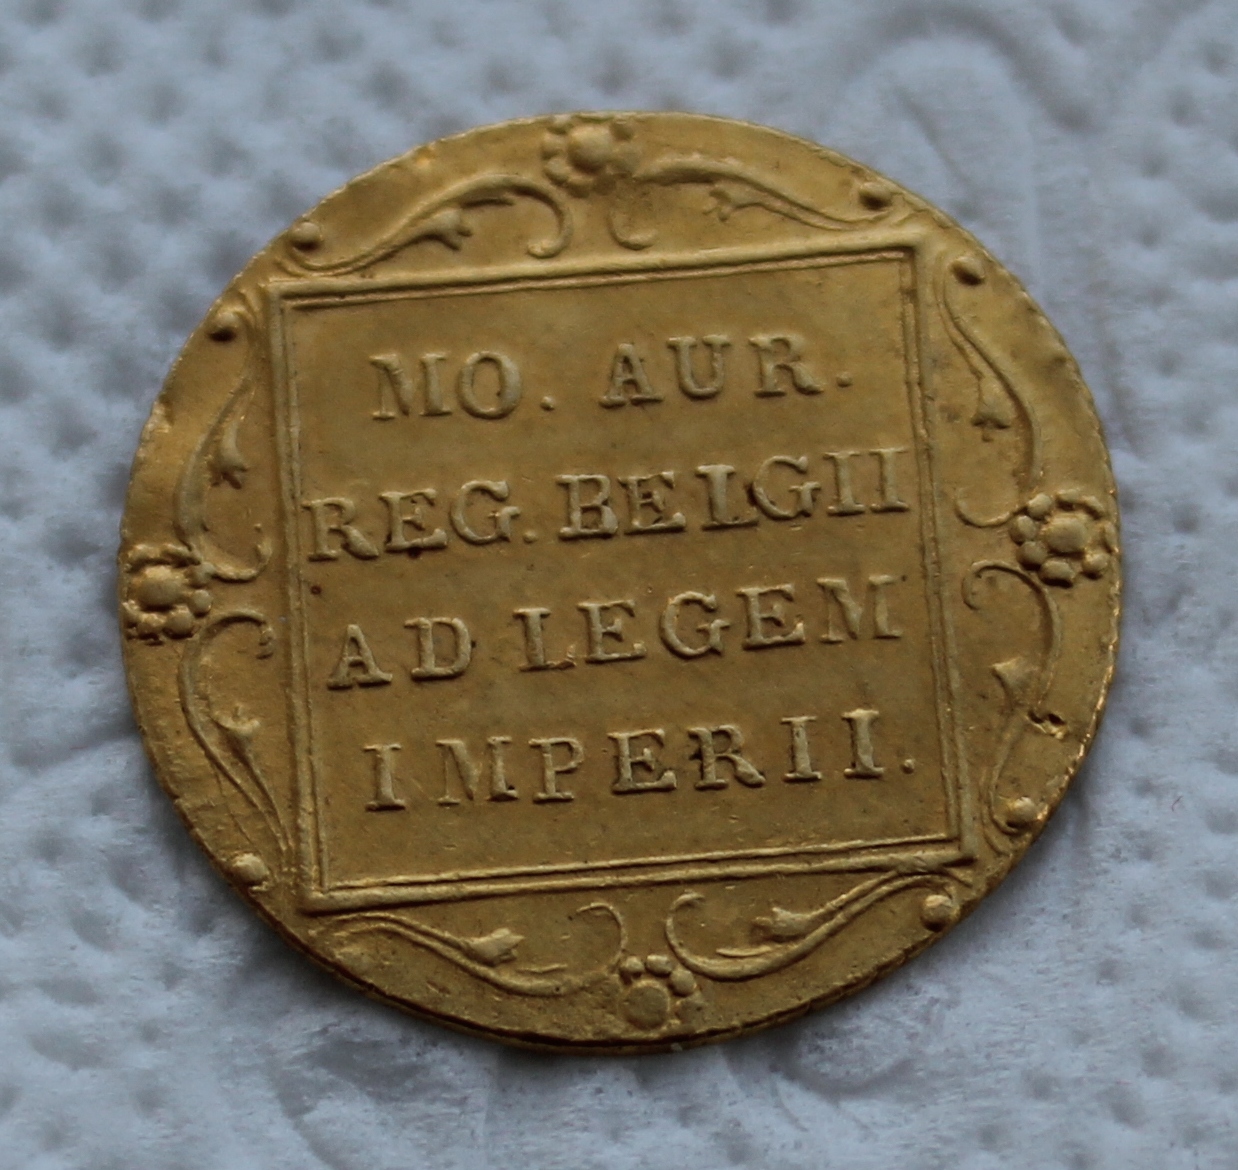 MO. AUR.
REG. BELGII
AD LEGEM
IMPERII.